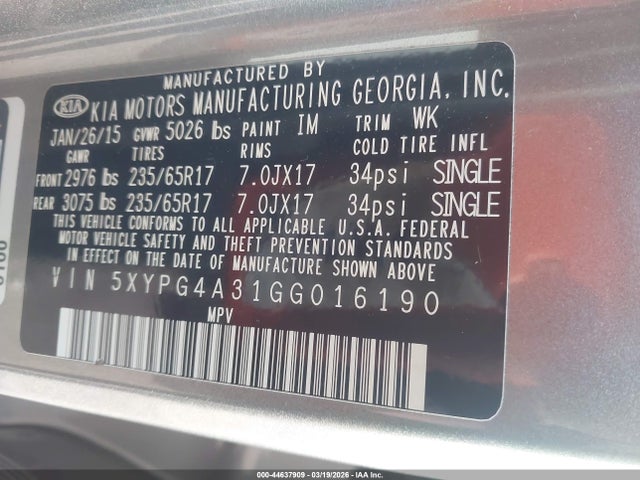 MANUFACTURED BY
KIA KIA MOTORS MANUFACTURING GEORGIA, INC.
JAN/26/15 GVWR 5026 lbs PAINT IM TRIM WK
GAWR TIRES RIMS COLD TIRE INFL
FRONT 2976 lbs 235/65R17 7.0JX17 34psi SINGLE
REAR 3075 lbs 235/65R17 7.0JX17 34psi SINGLE
THIS VEHICLE CONFORMS TO ALL APPLICABLE U.S.A. FEDERAL
MOTOR VEHICLE SAFETY AND THEFT PREVENTION STANDARDS
IN EFFECT ON THE DATE OF MANUFACTURE SHOWN ABOVE
VIN 5XYPG4A31GG016190
MPV
000-44637909 - 03/19/2026 - IAA Inc.